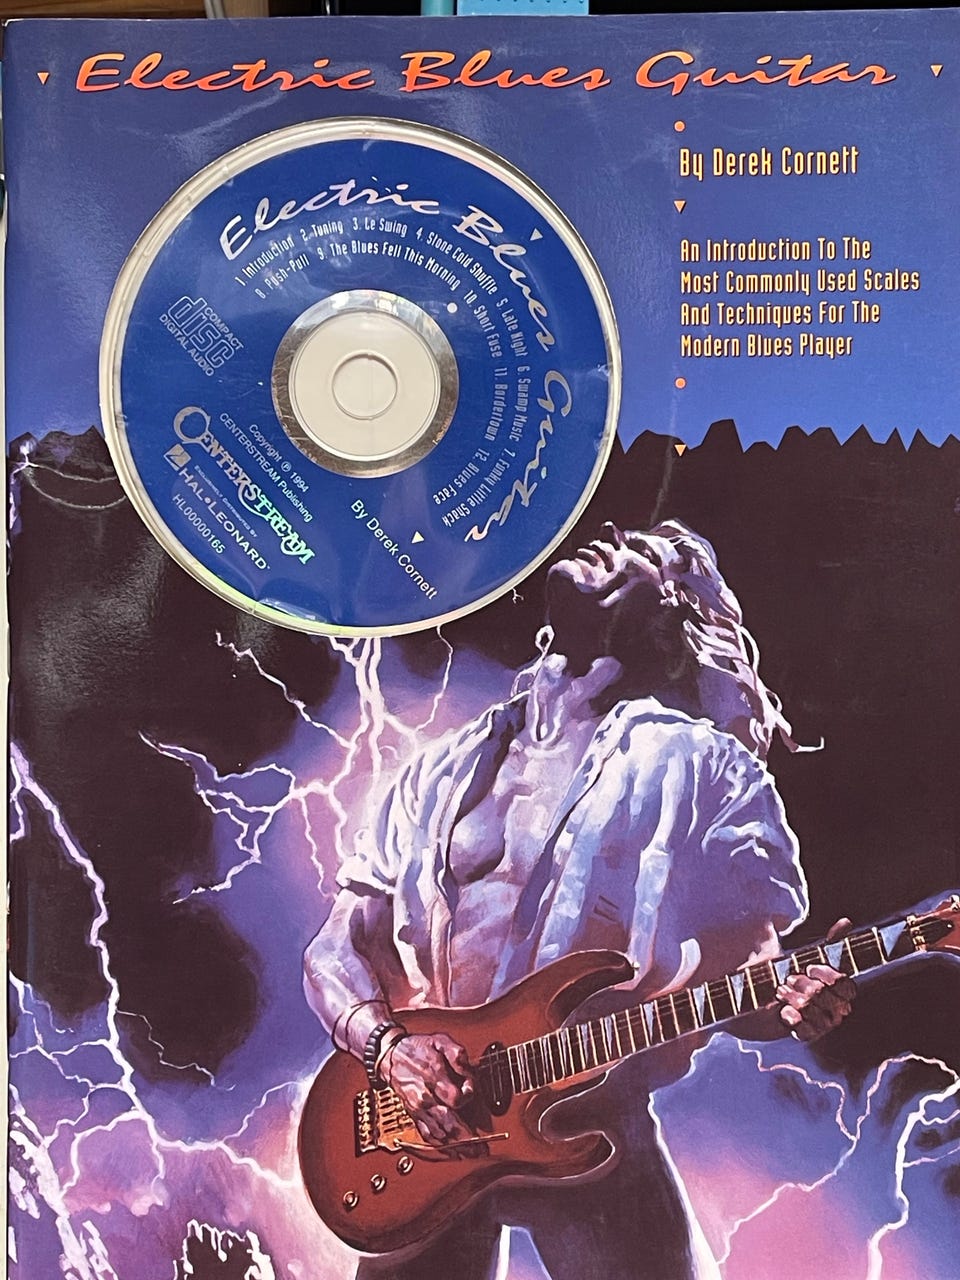 Electric Blues Guitar
By Derek Cornett
An Introduction To The
Most Commonly Used Scales
And Techniques For The
Modern Blues Player
Electric Blues Guitar
1. Introduction 2. Tuning 3. Le Swing 4. Stone Cold Shuffle 5. Late Night 6. Swamp Music 7. Funky Little Shack
8. Push-Pull 9. The Blues Fell This Morning 10. Short Fuse 11. Bordertown 12. Blues Face
COMPACT
disc
DIGITAL AUDIO
Copyright ℗ 1994
CENTERSTREAM Publishing
CENTERSTREAM
EXCLUSIVELY DISTRIBUTED BY
HAL•LEONARD
HL00000165
By Derek Cornett